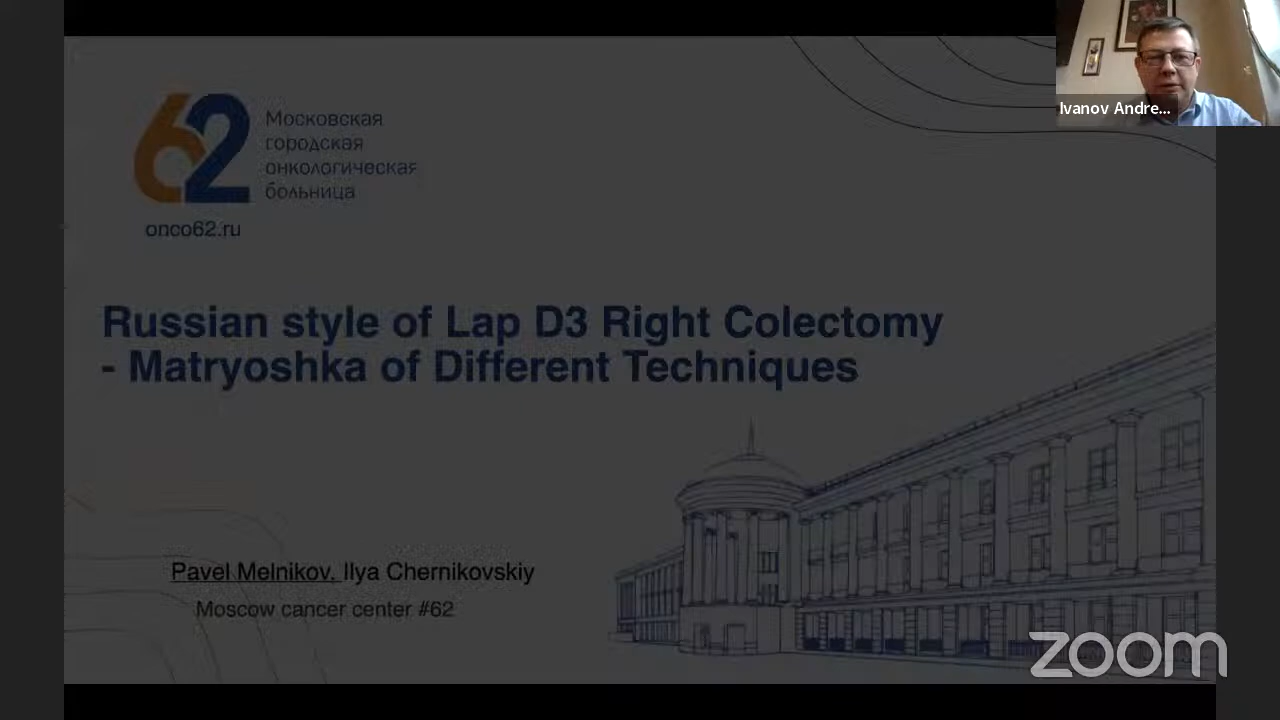 62
Московская
городская
онкологическая
больница
onco62.ru
Ivanov Andre...
Russian style of Lap D3 Right Colectomy
- Matryoshka of Different Techniques
Pavel Melnikov, Ilya Chernikovskiy
Moscow cancer center #62
zoom